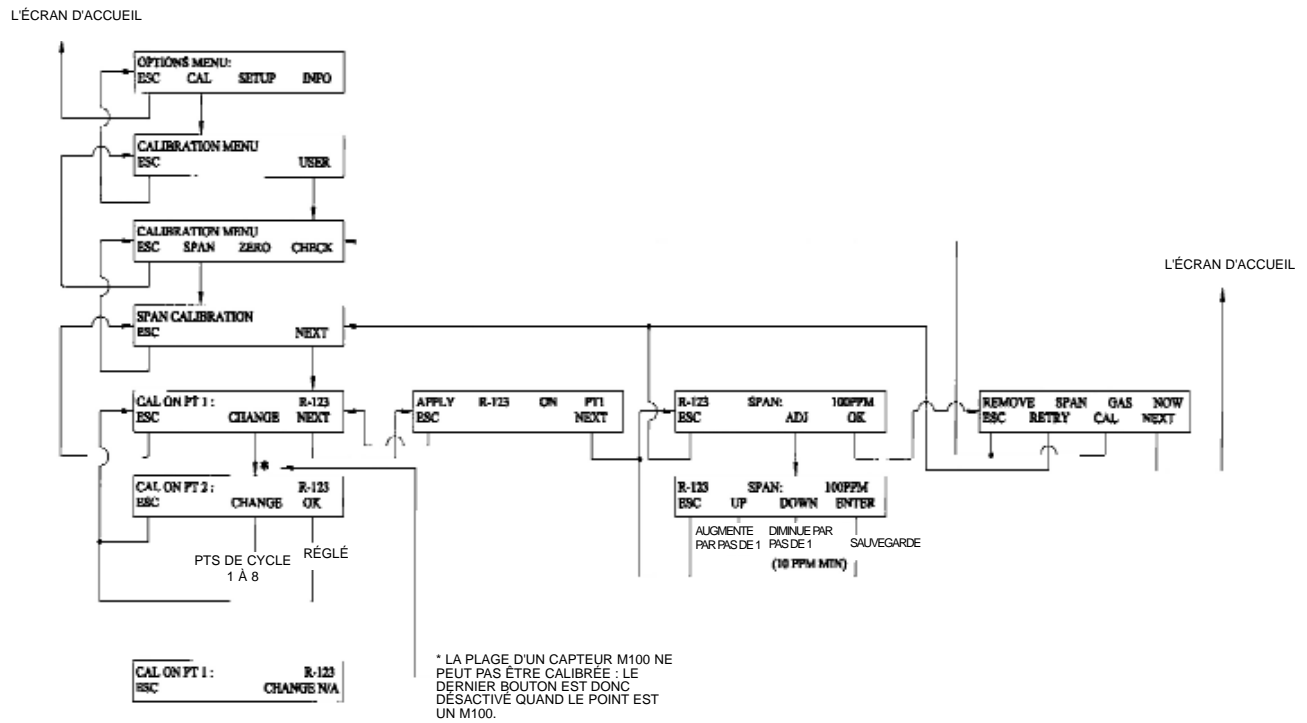 L'ÉCRAN D'ACCUEIL
OPTIONS MENU:
ESC CAL SETUP INFO
CALIBRATION MENU
ESC USER
CALIBRATION MENU
ESC SPAN ZERO CHECK
L'ÉCRAN D'ACCUEIL
SPAN CALIBRATION
ESC NEXT
CAL ON PT 1 : R-123
ESC CHANGE NEXT
APPLY R-123 ON PT1
ESC NEXT
R-123 SPAN: 100PPM
ESC ADJ OK
REMOVE SPAN GAS NOW
ESC RETRY CAL NEXT
*
CAL ON PT 2 : R-123
ESC CHANGE OK
R-123 SPAN: 100PPM
ESC UP DOWN ENTER
PTS DE CYCLE
1 À 8
RÉGLÉ
AUGMENTE
PAR PAS DE 1
DIMINUE PAR
PAS DE 1
SAUVEGARDE
(10 PPM MIN)
CAL ON PT 1 : R-123
ESC CHANGE N/A
* LA PLAGE D'UN CAPTEUR M100 NE
PEUT PAS ÊTRE CALIBRÉE : LE
DERNIER BOUTON EST DONC
DÉSACTIVÉ QUAND LE POINT EST
UN M100.